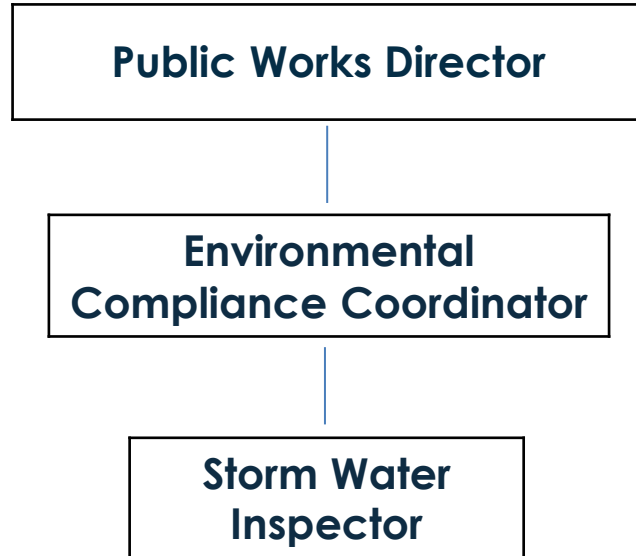 Public Works Director
Environmental
Compliance Coordinator
Storm Water
Inspector